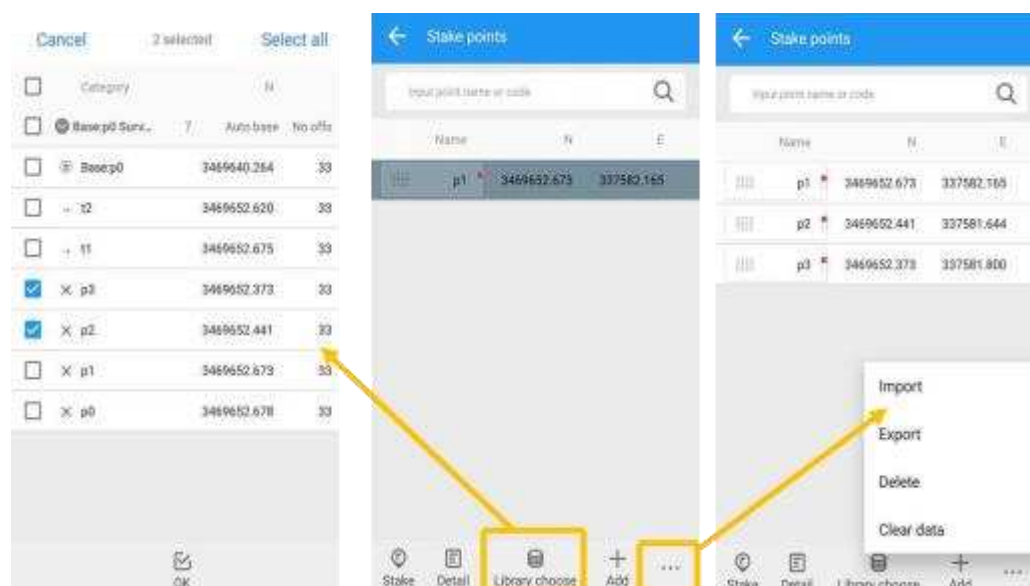 Cancel 2 selected Select all
Category N
Base:p0 Surv... 7 Auto base No offs
Base:p0 3469640.264 33
t2 3469652.620 33
t1 3469652.675 33
p3 3469652.373 33
p2 3469652.441 33
p1 3469652.673 33
p0 3469652.678 33
OK
Stake points
Input point name or code
Name N E
p1 3469652.673 337582.165
Stake Detail Library choose Add ...
Stake points
Input point name or code
Name N E
p1 3469652.673 337582.165
p2 3469652.441 337581.644
p3 3469652.373 337581.800
Import
Export
Delete
Clear data
Stake Detail Library choose Add ...